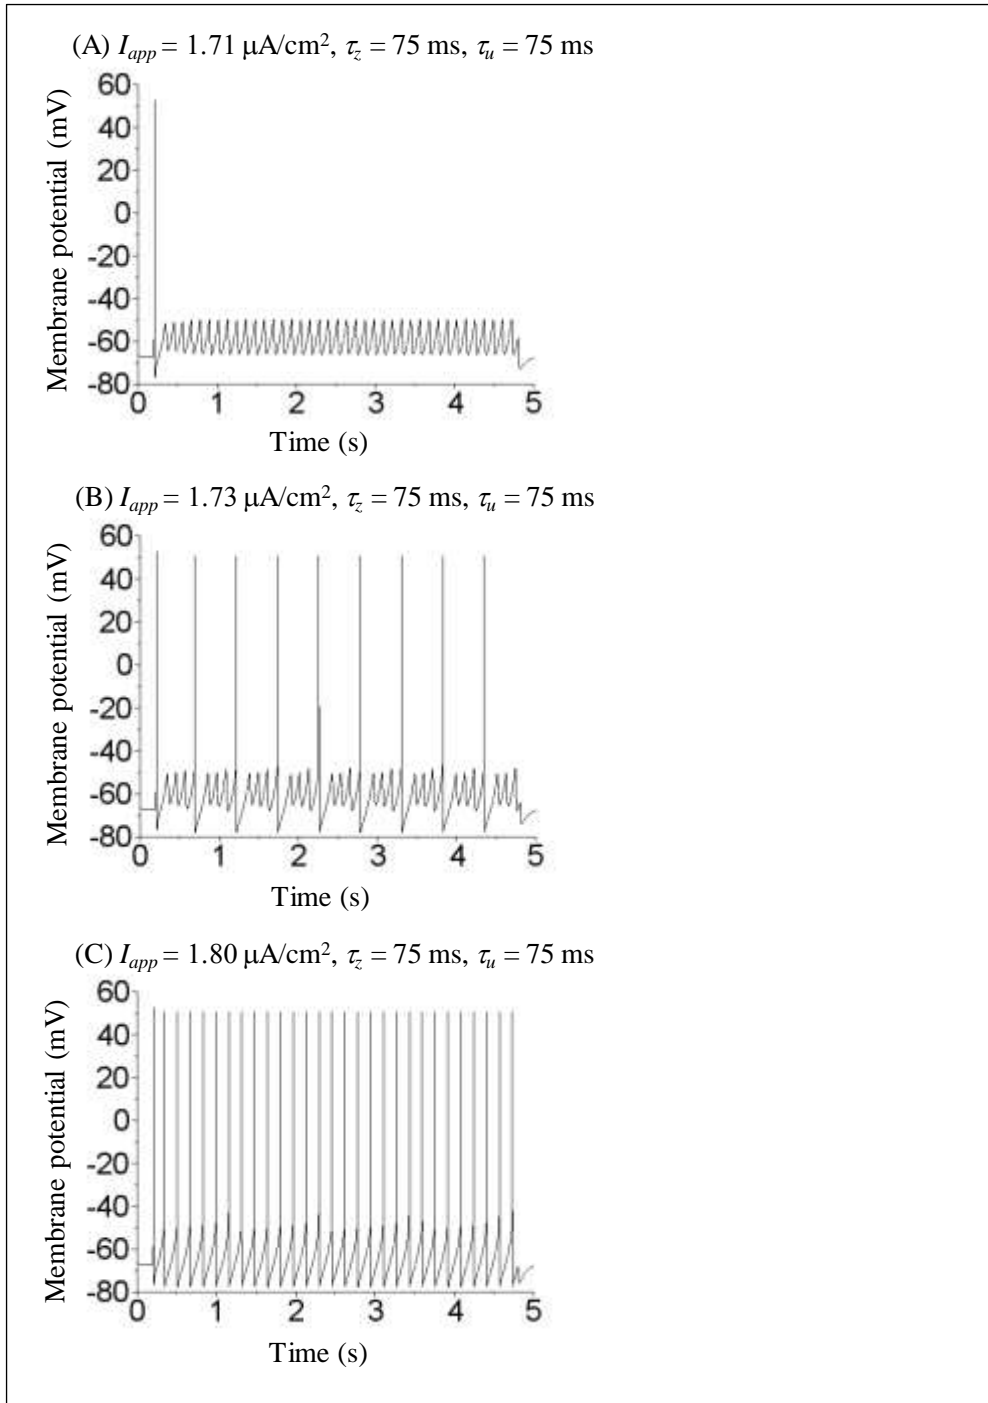 (A) I_app = 1.71 μA/cm², τ_z = 75 ms, τ_u = 75 ms
Membrane potential (mV)
60
40
20
0
-20
-40
-60
-80
0 1 2 3 4 5
Time (s)
(B) I_app = 1.73 μA/cm², τ_z = 75 ms, τ_u = 75 ms
Membrane potential (mV)
60
40
20
0
-20
-40
-60
-80
0 1 2 3 4 5
Time (s)
(C) I_app = 1.80 μA/cm², τ_z = 75 ms, τ_u = 75 ms
Membrane potential (mV)
60
40
20
0
-20
-40
-60
-80
0 1 2 3 4 5
Time (s)